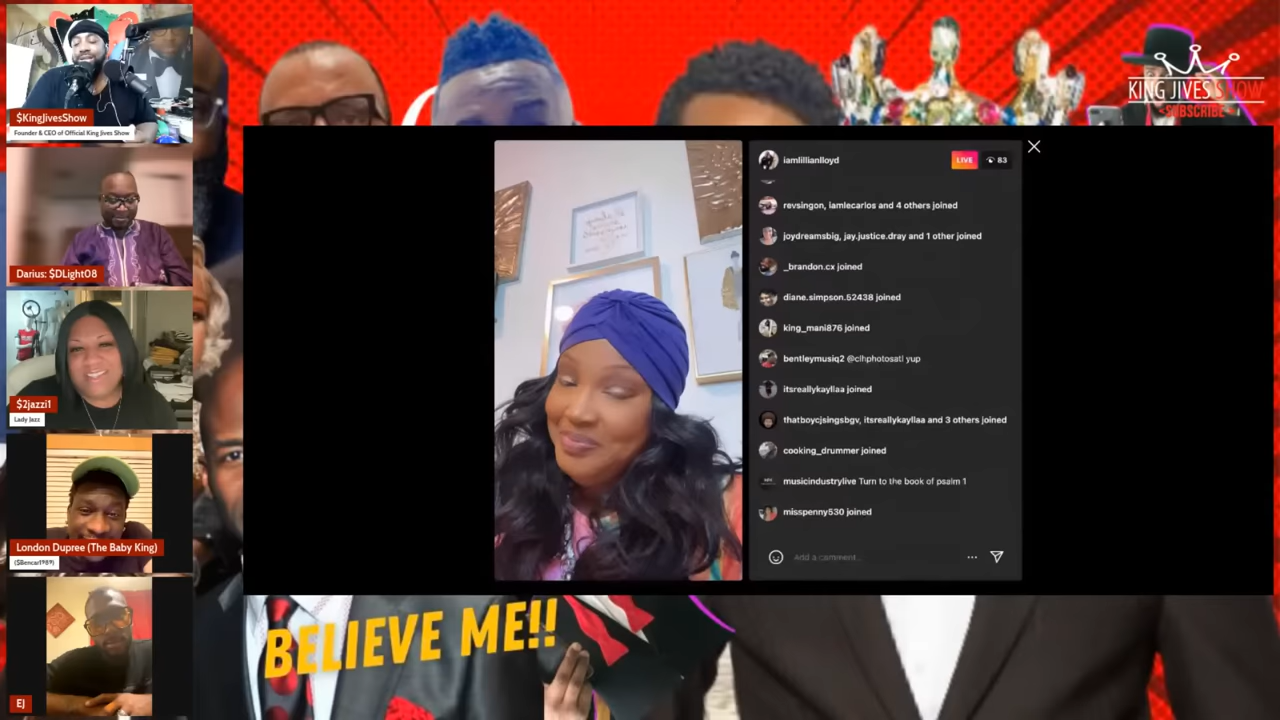 $KingJivesShow
Founder & CEO of Official King Jives Show
Darius: $DLight08
$2jazzi1
Lady Jazz
London Dupree (The Baby King)
($Bencar1989)
EJ
KING JIVES SHOW
SUBSCRIBE
iamlillianlloyd
LIVE
83
revsingon, iamlecarlos and 4 others joined
joydreamsbig, jay.justice.dray and 1 other joined
_brandon.cx joined
diane.simpson.52438 joined
king_mani876 joined
bentleymusiq2 @clhphotosatl yup
itsreallykayllaa joined
thatboycjsingsbgv, itsreallykayllaa and 3 others joined
cooking_drummer joined
musicindustrylive Turn to the book of psalm 1
misspenny530 joined
Add a comment...
BELIEVE ME!!